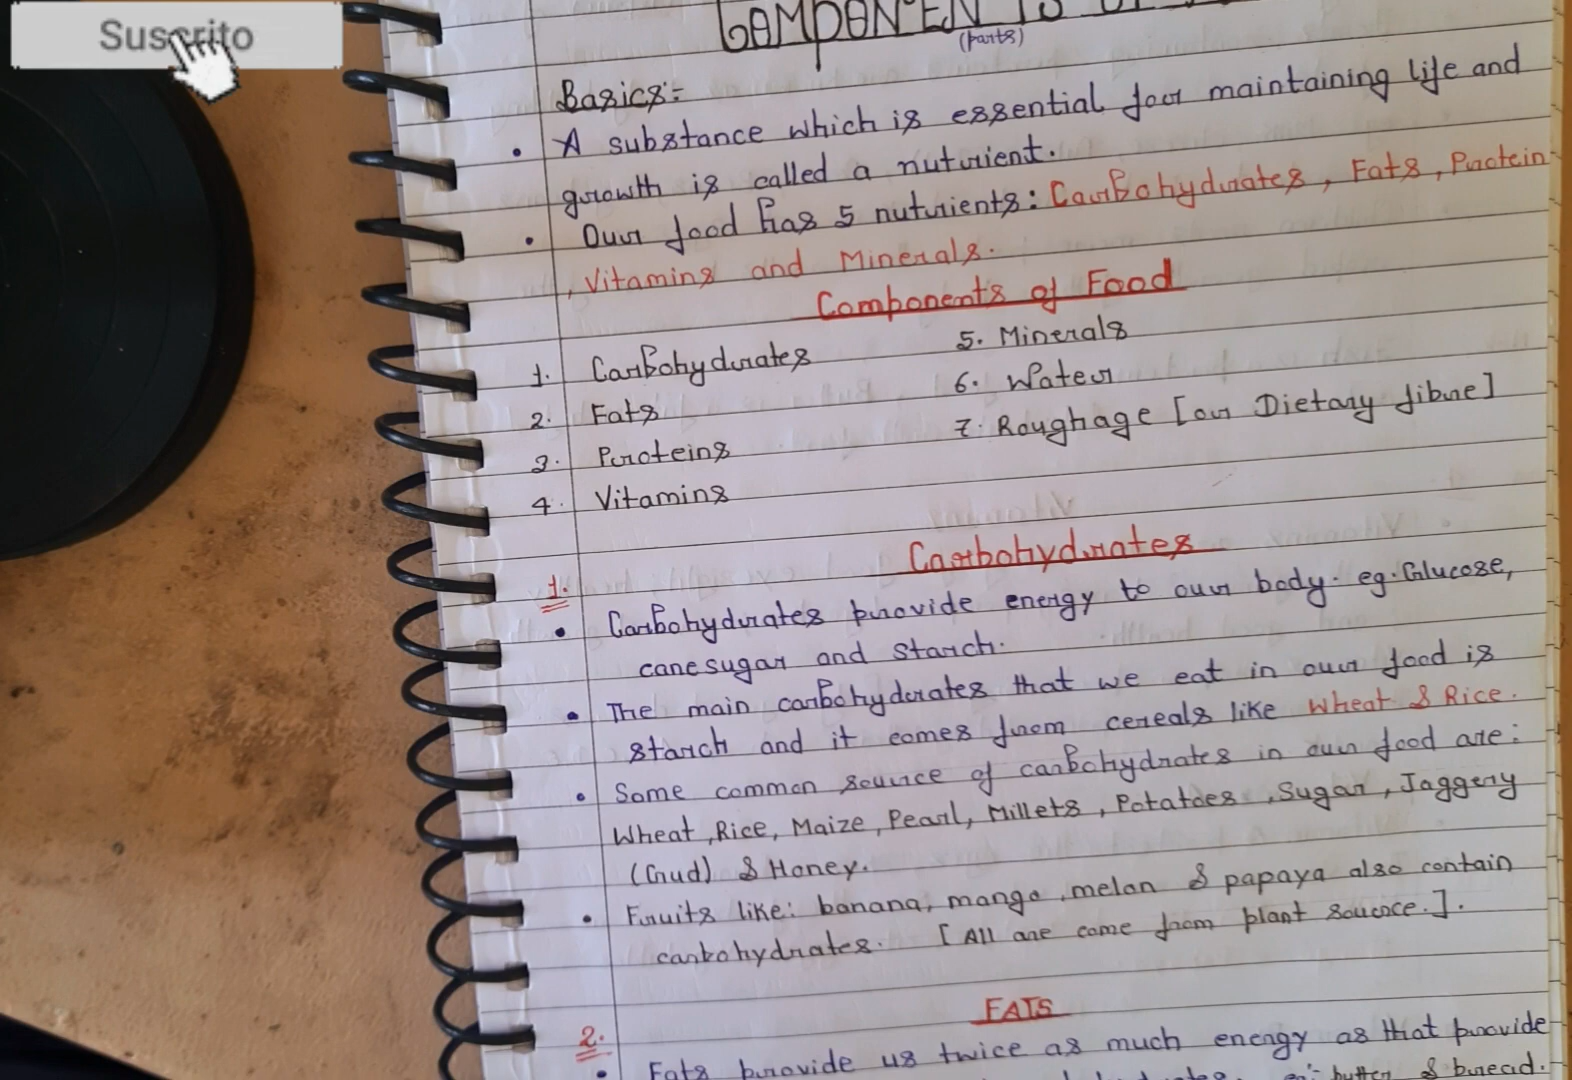 Suscrito
COMPONENTS
(parts)
Basics:-
• A substance which is essential for maintaining life and
growth is called a nutrient.
• Our food has 5 nutrients: Carbohydrates, Fats, Protein
, Vitamins and Minerals.
Components of Food
1. Carbohydrates
2. Fats
3. Proteins
4. Vitamins
5. Minerals
6. Water
7. Roughage [or Dietary fibre]
Carbohydrates
1.
• Carbohydrates provide energy to our body. eg. Glucose,
canesugar and starch.
• The main carbohydrates that we eat in our food is
starch and it comes from cereals like Wheat & Rice.
• Some common source of carbohydrates in our food are:
Wheat, Rice, Maize, Pearl, Millets, Potatoes, Sugar, Jaggery
(Gud) & Honey.
• Fruits like: banana, mango, melan & papaya also contain
carbohydrates. [All are come from plant source.].
FATS
2.
• Fats provide us twice as much energy as that provide
butter & bread.